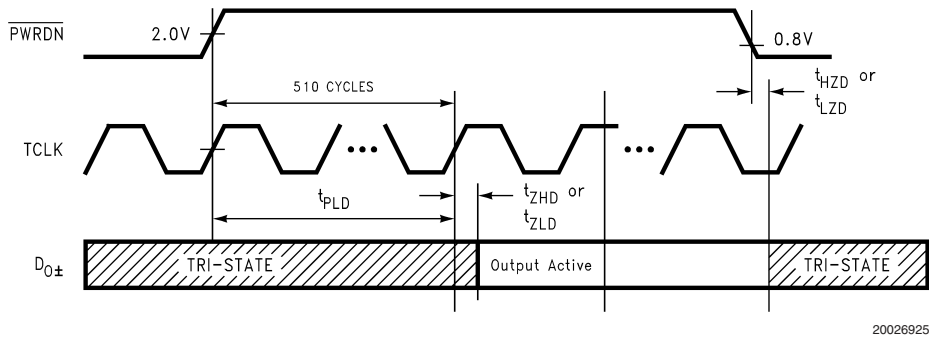 PWRDN
2.0V
0.8V
510 CYCLES
tHZD or
tLZD
TCLK
tPLD
tZHD or
tZLD
DO±
TRI-STATE
Output Active
TRI-STATE
20026925